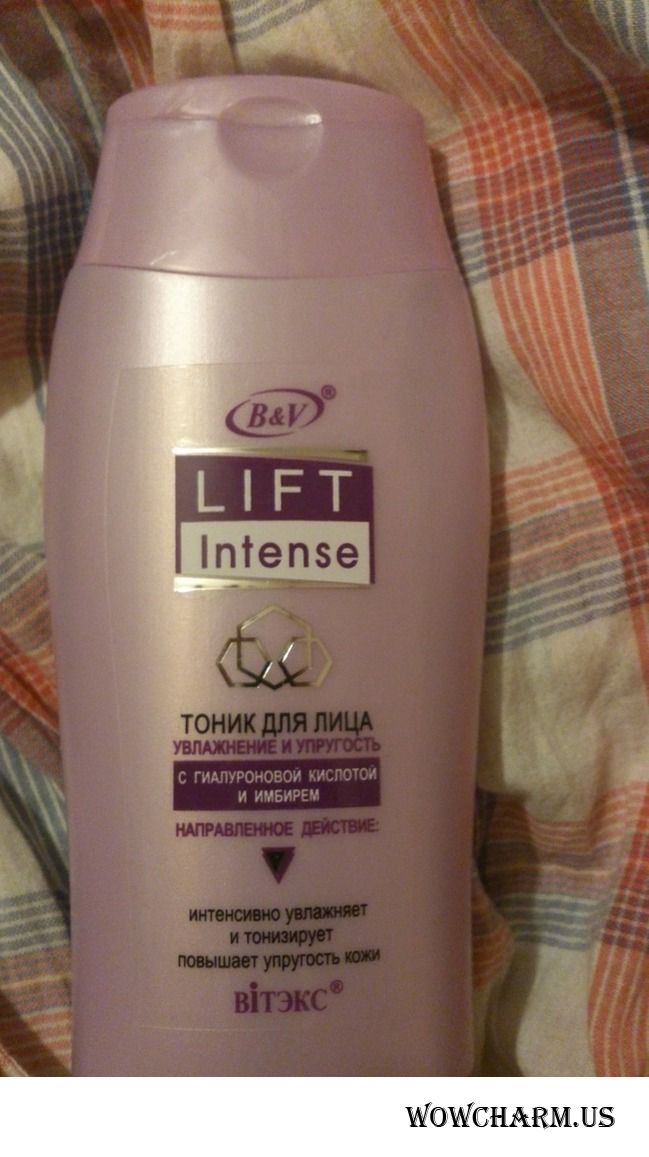 B&V®
LIFT
Intense
ТОНИК ДЛЯ ЛИЦА
УВЛАЖНЕНИЕ И УПРУГОСТЬ
С ГИАЛУРОНОВОЙ КИСЛОТОЙ
И ИМБИРЕМ
НАПРАВЛЕННОЕ ДЕЙСТВИЕ:
интенсивно увлажняет
и тонизирует
повышает упругость кожи
ВіТЭКС®
WOWCHARM.US